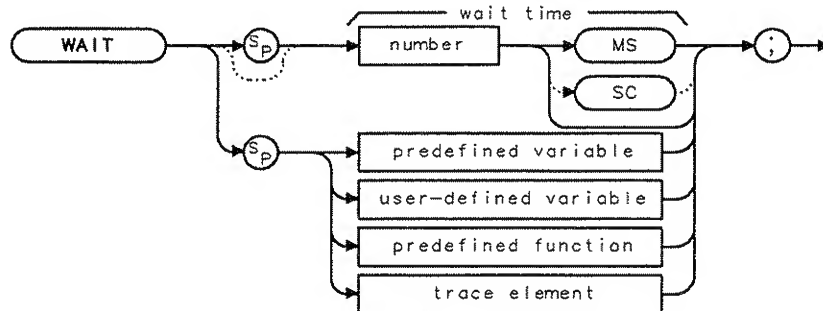 wait time
WAIT Sp number MS ;
SC
Sp predefined variable
user-defined variable
predefined function
trace element